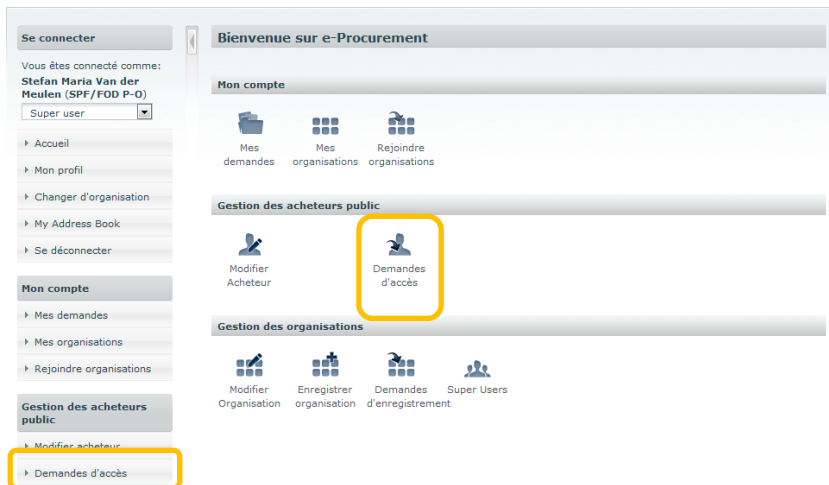 Se connecter
Vous êtes connecté comme:
Stefan Maria Van der
Meulen (SPF/FOD P-O)
Super user
Accueil
Mon profil
Changer d'organisation
My Address Book
Se déconnecter
Mon compte
Mes demandes
Mes organisations
Rejoindre organisations
Gestion des acheteurs
public
Modifier acheteur
Demandes d'accès
Bienvenue sur e-Procurement
Mon compte
Mes
demandes
Mes
organisations
Rejoindre
organisations
Gestion des acheteurs public
Modifier
Acheteur
Demandes
d'accès
Gestion des organisations
Modifier
Organisation
Enregistrer
organisation
Demandes
d'enregistrement
Super Users